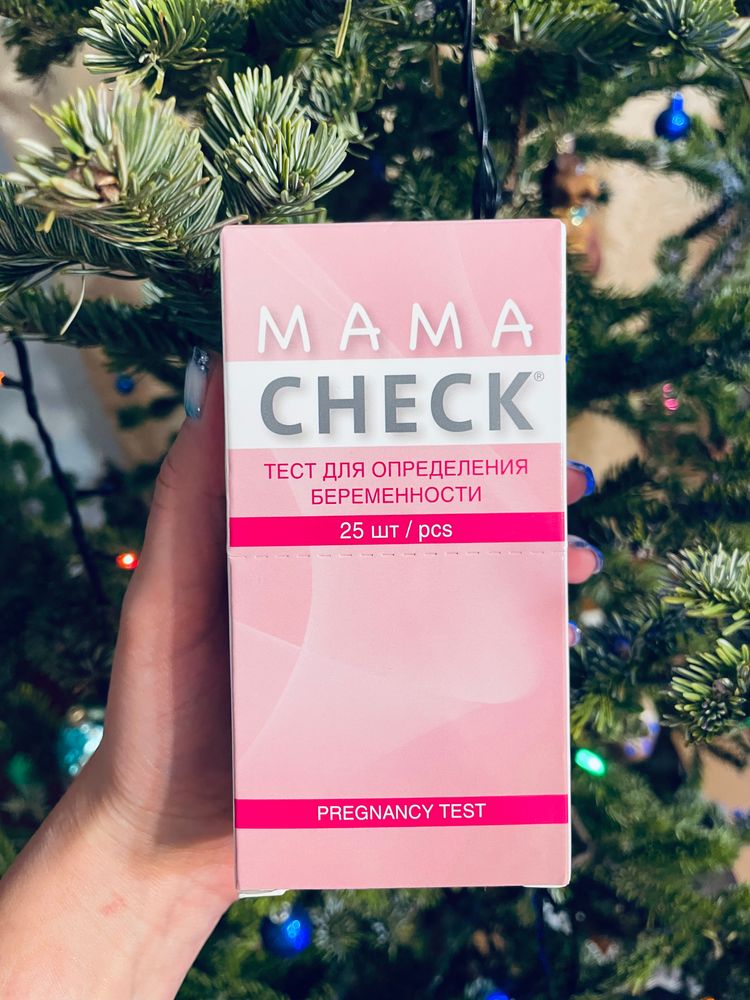 MAMA
CHECK®
ТЕСТ ДЛЯ ОПРЕДЕЛЕНИЯ
БЕРЕМЕННОСТИ
25 шт / pcs
PREGNANCY TEST